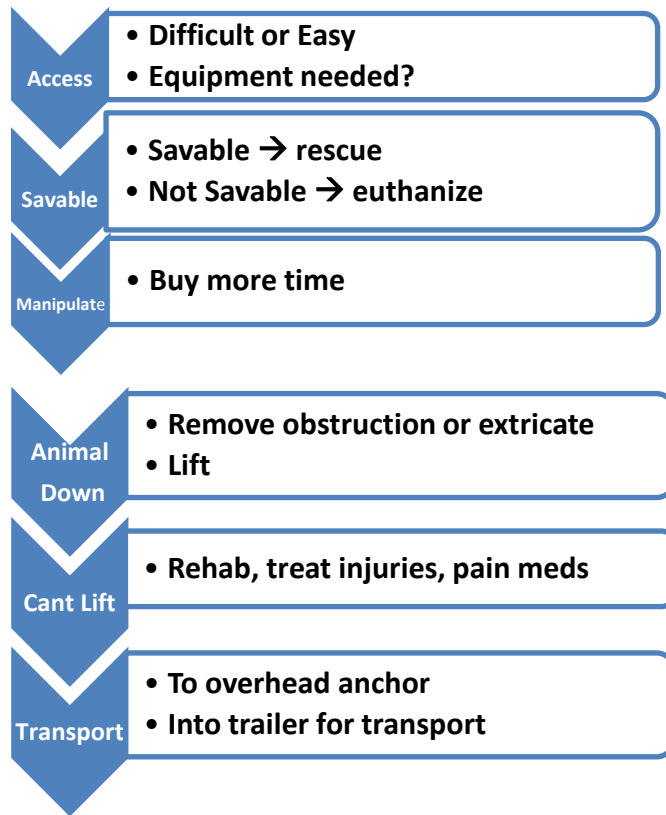 Access
• Difficult or Easy
• Equipment needed?
Savable
• Savable → rescue
• Not Savable → euthanize
Manipulate
• Buy more time
Animal
Down
• Remove obstruction or extricate
• Lift
Cant Lift
• Rehab, treat injuries, pain meds
Transport
• To overhead anchor
• Into trailer for transport